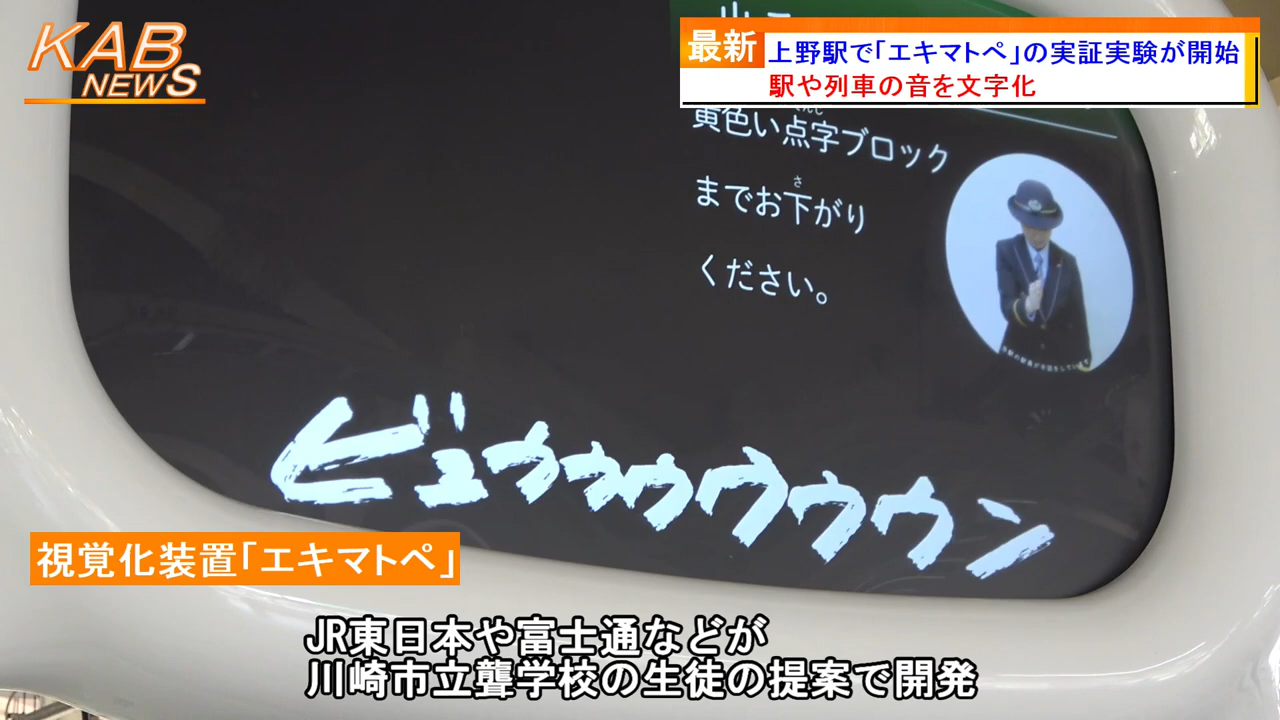 KAB
NEWS
最新
上野駅で「エキマトペ」の実証実験が開始
駅や列車の音を文字化
黄色い点字ブロック
さ
までお下がり
ください。
ビュゥゥゥウウウン
視覚化装置「エキマトペ」
JR東日本や富士通などが
川崎市立聾学校の生徒の提案で開発